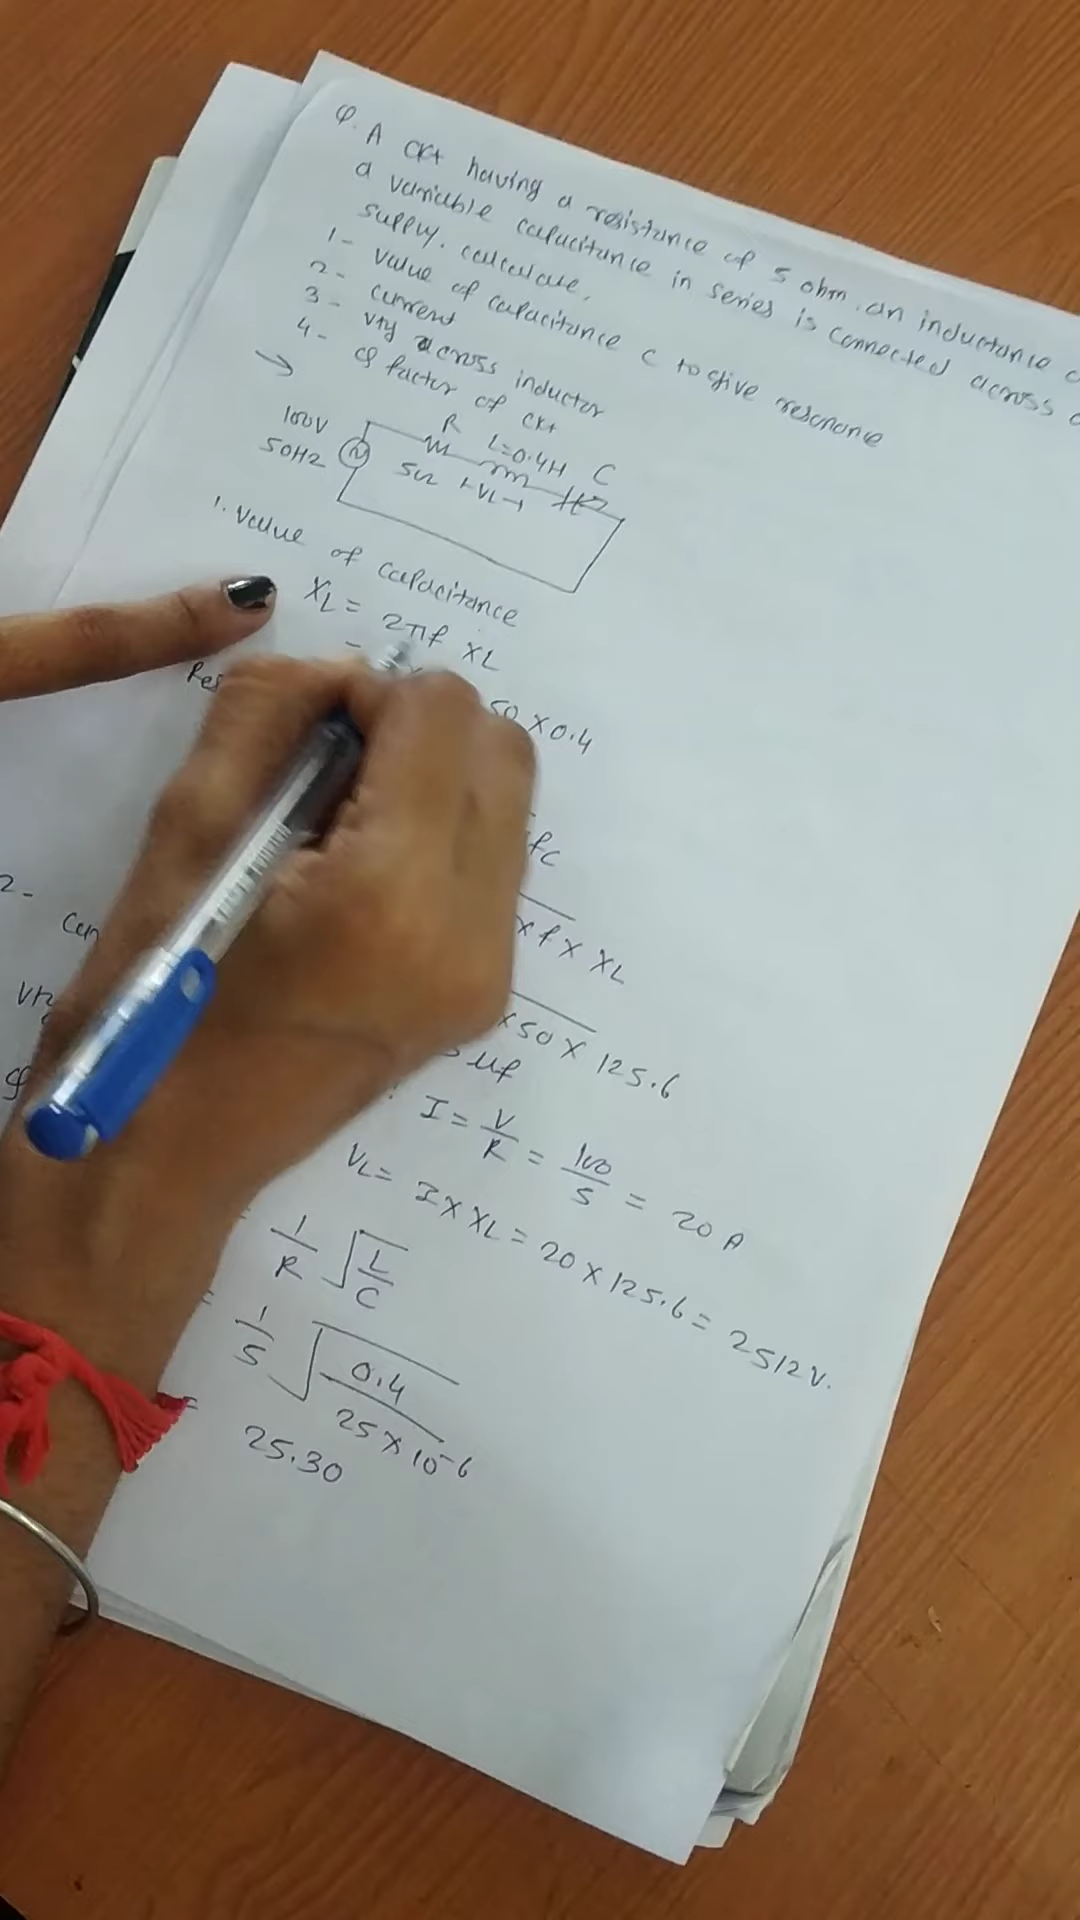 Q. A CKt having a resistance of 5 ohm. an inductance
a variable capacitance in series is connected across
supply. calculate,
1- value of capacitance C to give resonance
2- current
3- Vtg across inductor
4- Q factor of CKt
→
100V
50HZ
R L=0.4H C
5Ω +VL-+
1. Value of capacitance
XL = 2πf XL
=
50 X 0.4
Res
fc
x f x XL
x 50 x 125.6
μf
2-
I = V/R = 100/5 = 20 A
VL = I X XL = 20 X 125.6 = 2512 V.
= 1/R √L/C
= 1/5 √0.4/25 X 10-6
= 25.30